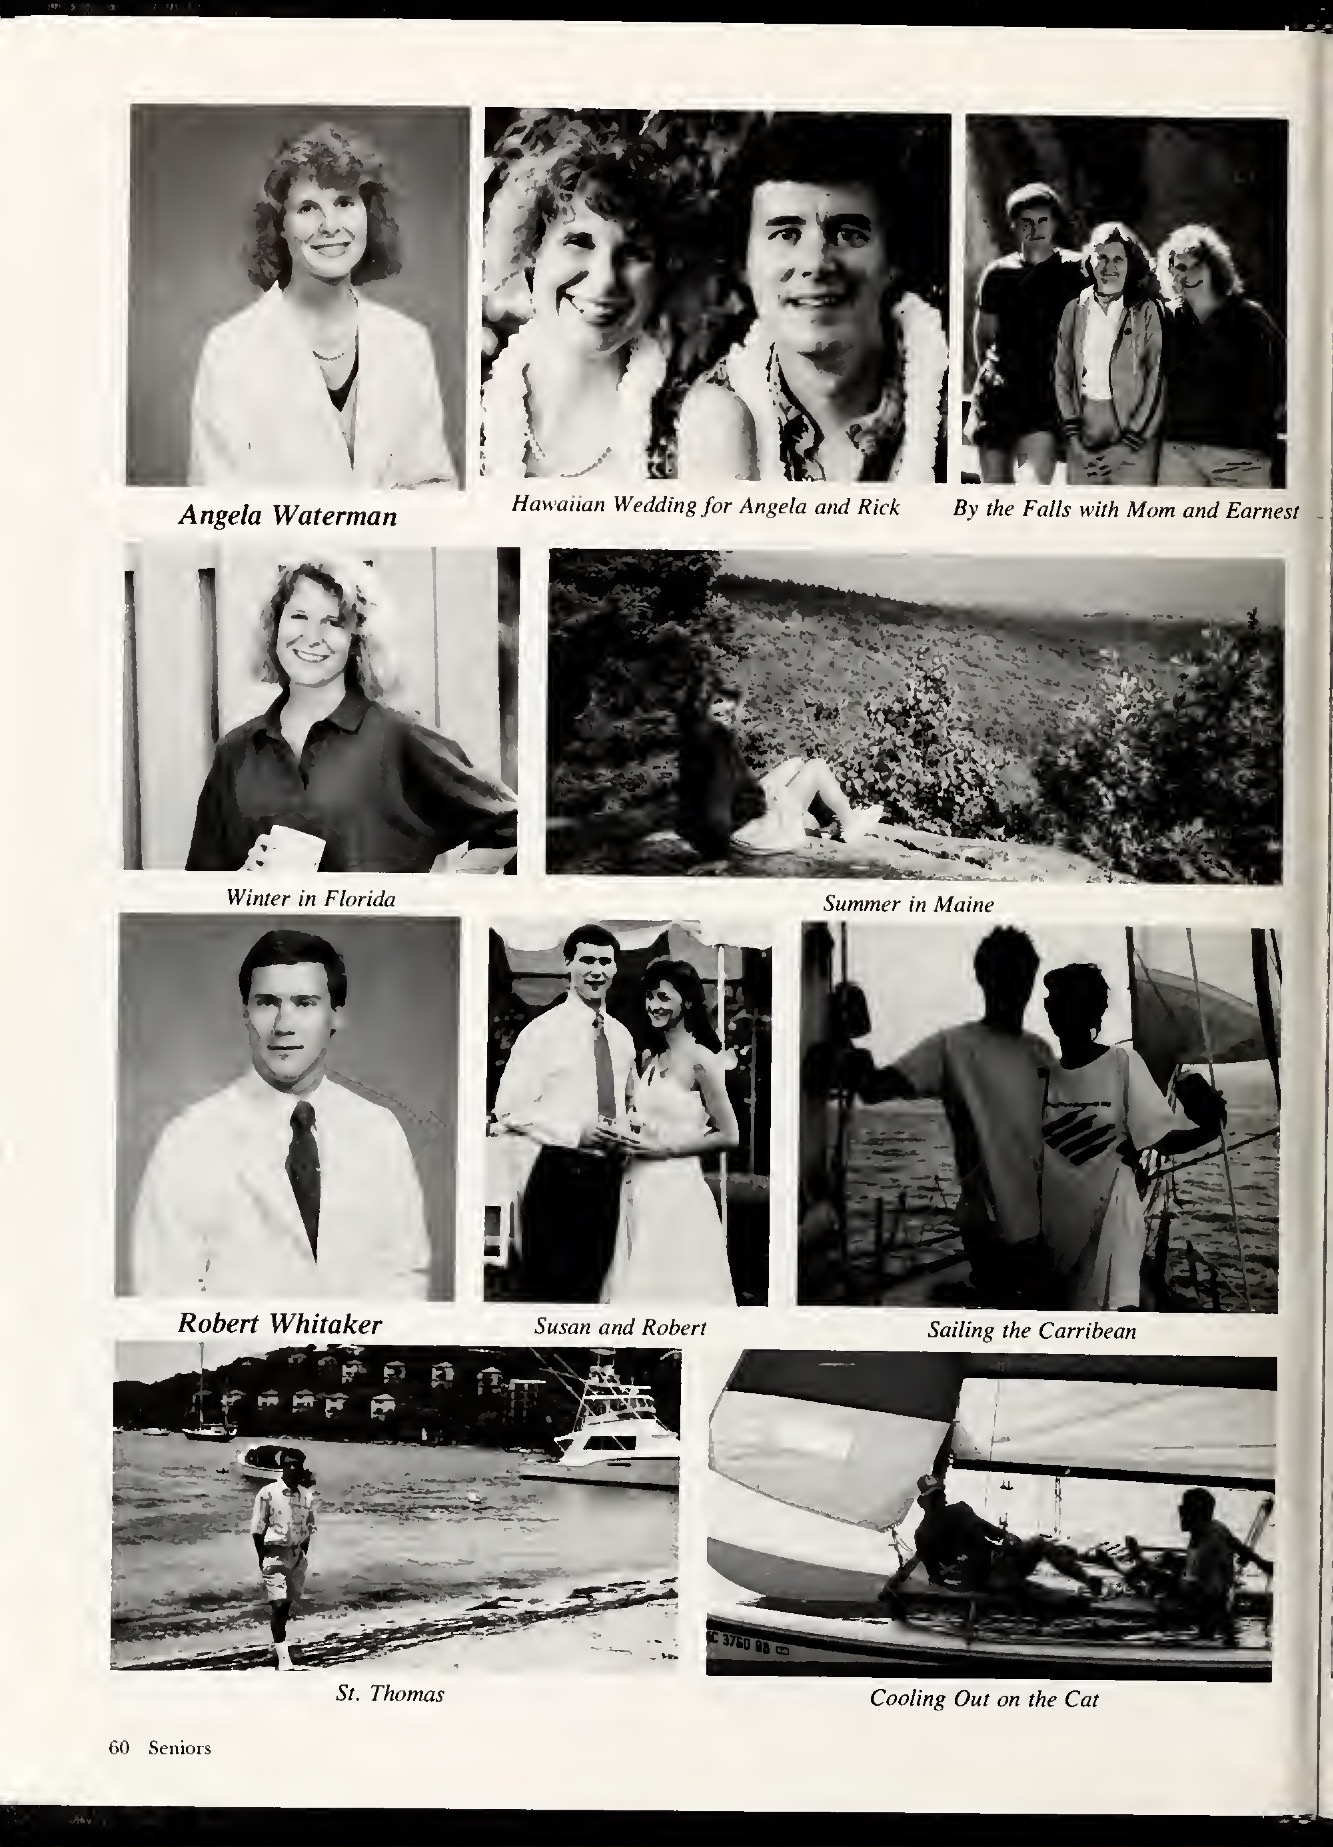 Angela Waterman
Hawaiian Wedding for Angela and Rick
By the Falls with Mom and Earnest
Winter in Florida
Summer in Maine
Robert Whitaker
Susan and Robert
Sailing the Carribean
St. Thomas
3760
Cooling Out on the Cat
60 Seniors